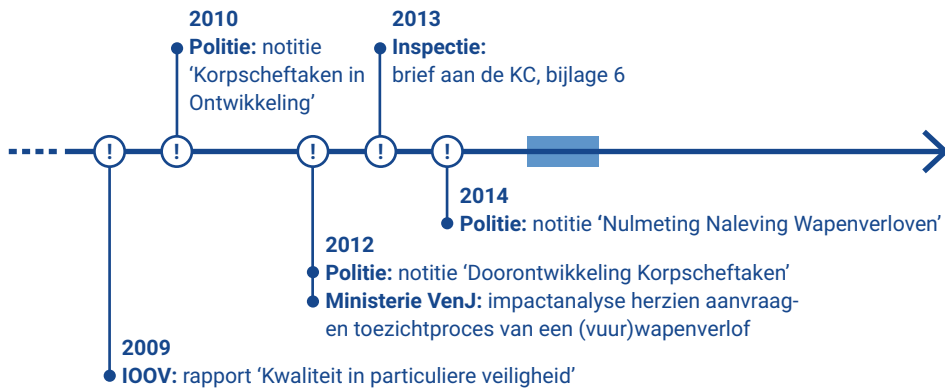 2010
Politie: notitie
‘Korpscheftaken in
Ontwikkeling’
2013
Inspectie:
brief aan de KC, bijlage 6
! ! ! ! !
2014
Politie: notitie ‘Nulmeting Naleving Wapenverloven’
2012
Politie: notitie ‘Doorontwikkeling Korpscheftaken’
Ministerie VenJ: impactanalyse herzien aanvraag-
en toezichtproces van een (vuur)wapenverlof
2009
IOOV: rapport ‘Kwaliteit in particuliere veiligheid’